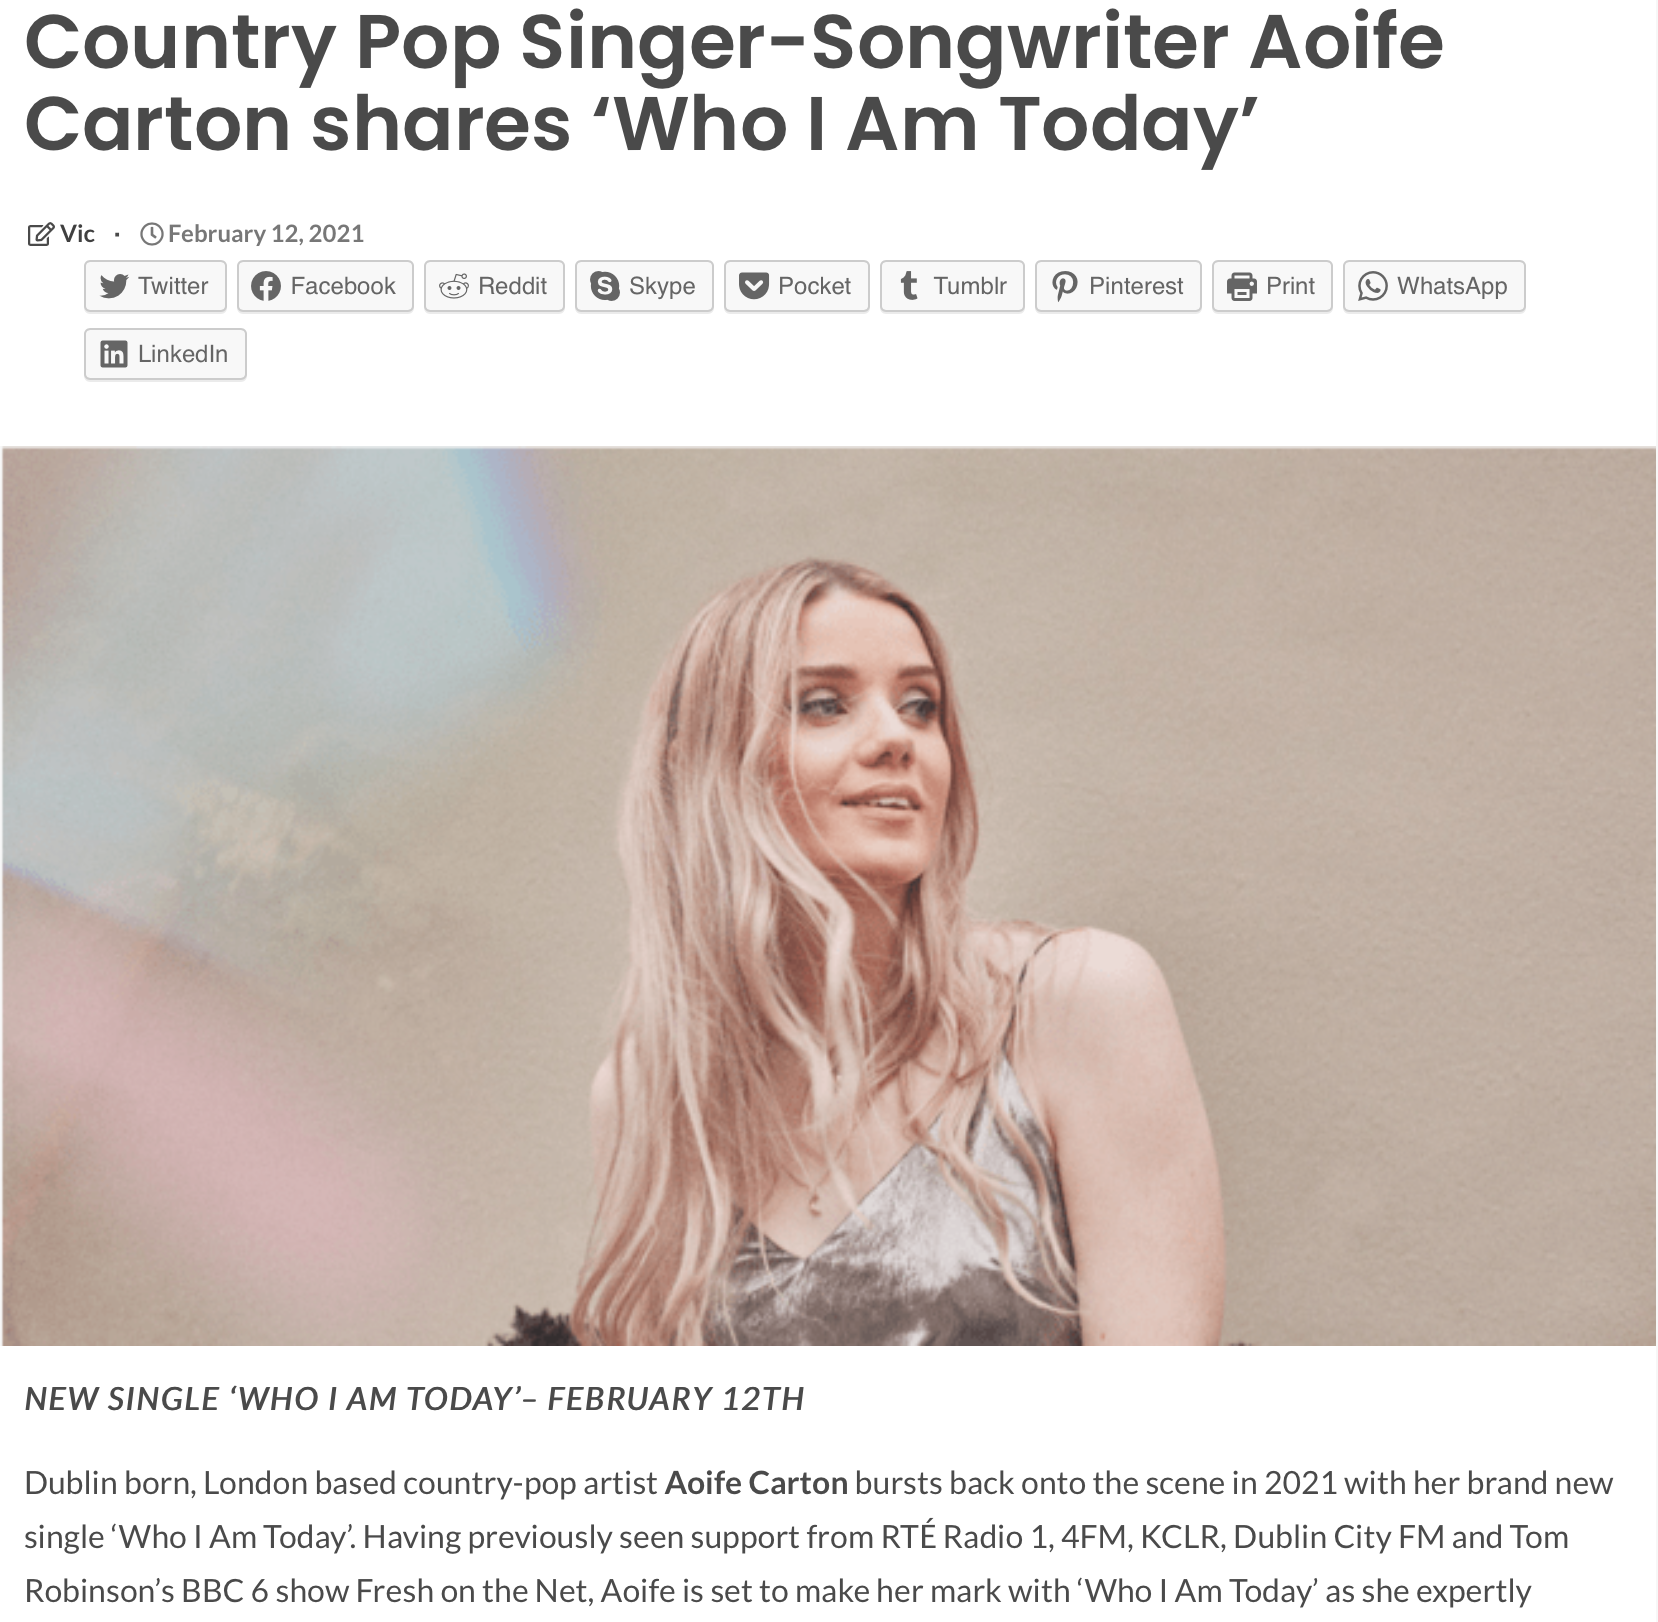 Country Pop Singer-Songwriter Aoife
Carton shares ‘Who I Am Today’
Vic · February 12, 2021
Twitter Facebook Reddit Skype Pocket Tumblr Pinterest Print WhatsApp
LinkedIn
NEW SINGLE ‘WHO I AM TODAY’– FEBRUARY 12TH
Dublin born, London based country-pop artist Aoife Carton bursts back onto the scene in 2021 with her brand new
single ‘Who I Am Today’. Having previously seen support from RTÉ Radio 1, 4FM, KCLR, Dublin City FM and Tom
Robinson’s BBC 6 show Fresh on the Net, Aoife is set to make her mark with ‘Who I Am Today’ as she expertly